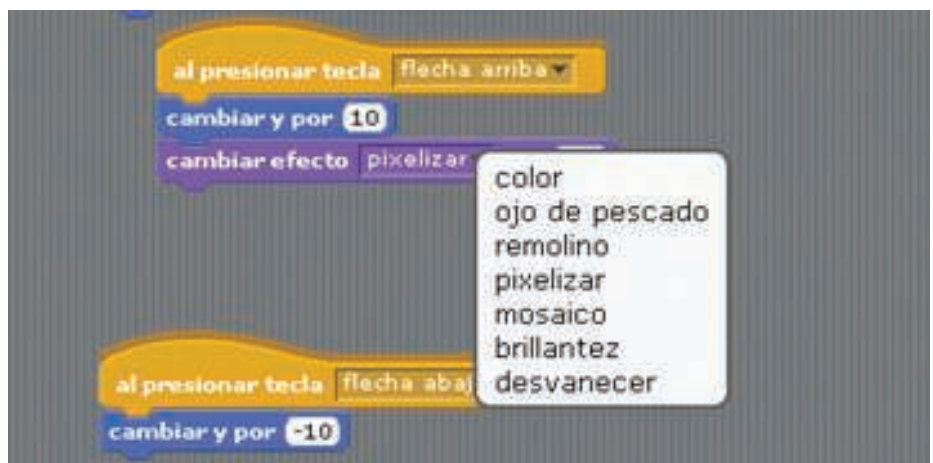 al presionar tecla flecha arriba
cambiar y por 10
cambiar efecto pixelizar
color
ojo de pescado
remolino
pixelizar
mosaico
brillantez
desvanecer
al presionar tecla flecha abaj
cambiar y por -10